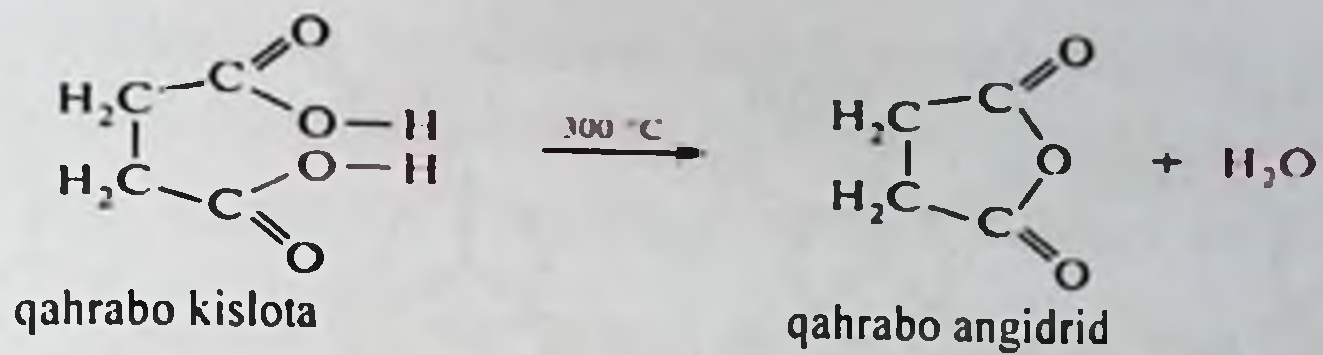 O O
H₂C C C
O—H 300 °C H₂C
O + H₂O
H₂C O—H H₂C
C C
O O
qahrabo kislota
qahrabo angidrid